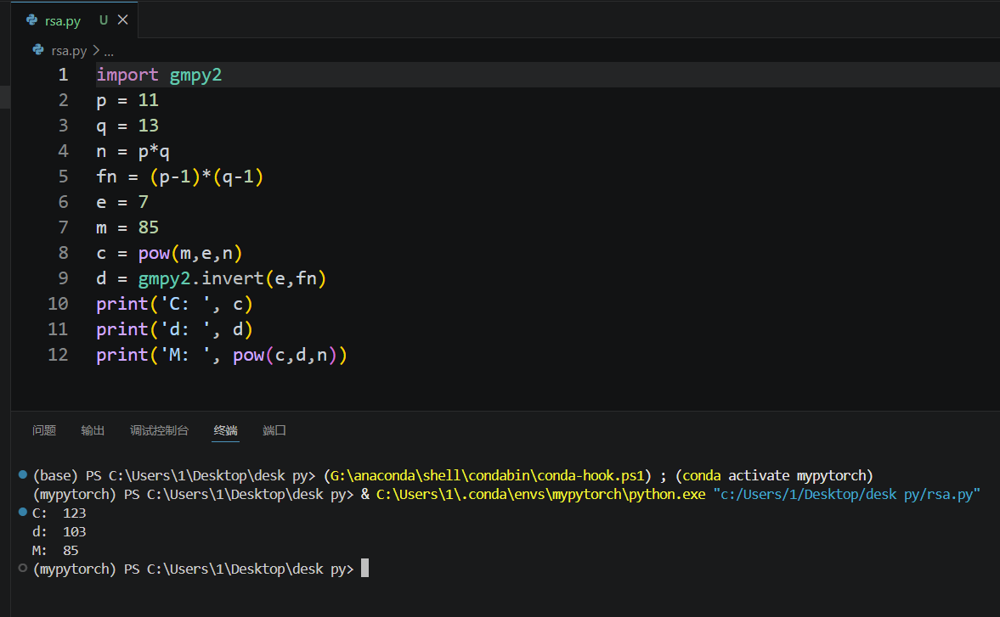 rsa.py U
rsa.py > ...
1 import gmpy2
2 p = 11
3 q = 13
4 n = p*q
5 fn = (p-1)*(q-1)
6 e = 7
7 m = 85
8 c = pow(m,e,n)
9 d = gmpy2.invert(e,fn)
10 print('C: ', c)
11 print('d: ', d)
12 print('M: ', pow(c,d,n))
问题 输出 调试控制台 终端 端口
(base) PS C:\Users\1\Desktop\desk py> (G:\anaconda\shell\condabin\conda-hook.ps1) ; (conda activate mypytorch)
(mypytorch) PS C:\Users\1\Desktop\desk py> & C:\Users\1\.conda\envs\mypytorch\python.exe "c:/Users/1/Desktop/desk py/rsa.py"
C:  123
d:  103
M:  85
(mypytorch) PS C:\Users\1\Desktop\desk py>